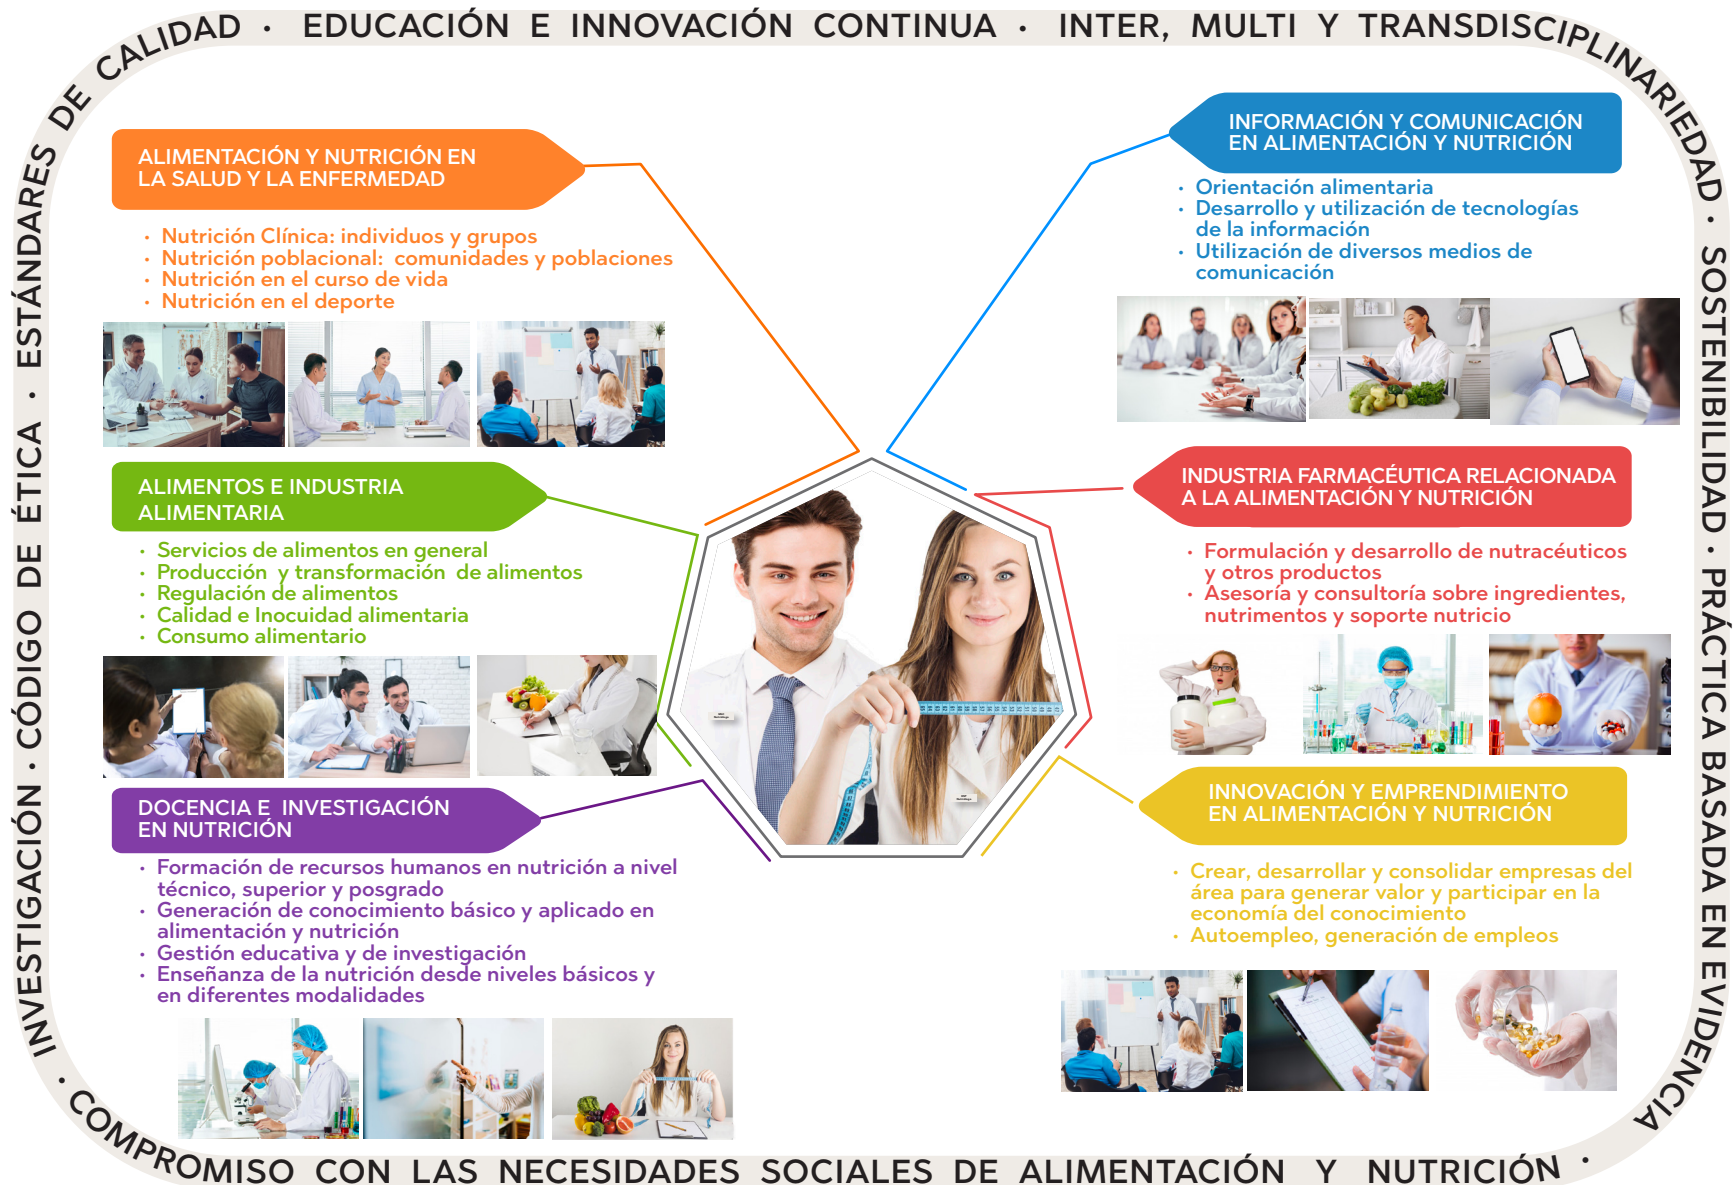 INVESTIGACIÓN · CÓDIGO DE ÉTICA · ESTÁNDARES DE CALIDAD · EDUCACIÓN E INNOVACIÓN CONTINUA · INTER, MULTI Y TRANSDISCIPLINARIEDAD · SOSTENIBILIDAD · PRÁCTICA BASADA EN EVIDENCIA
· COMPROMISO CON LAS NECESIDADES SOCIALES DE ALIMENTACIÓN Y NUTRICIÓN ·
ALIMENTACIÓN Y NUTRICIÓN EN
LA SALUD Y LA ENFERMEDAD
· Nutrición Clínica: individuos y grupos
· Nutrición poblacional: comunidades y poblaciones
· Nutrición en el curso de vida
· Nutrición en el deporte
ALIMENTOS E INDUSTRIA
ALIMENTARIA
· Servicios de alimentos en general
· Producción y transformación de alimentos
· Regulación de alimentos
· Calidad e Inocuidad alimentaria
· Consumo alimentario
DOCENCIA E INVESTIGACIÓN
EN NUTRICIÓN
· Formación de recursos humanos en nutrición a nivel
técnico, superior y posgrado
· Generación de conocimiento básico y aplicado en
alimentación y nutrición
· Gestión educativa y de investigación
· Enseñanza de la nutrición desde niveles básicos y
en diferentes modalidades
INFORMACIÓN Y COMUNICACIÓN
EN ALIMENTACIÓN Y NUTRICIÓN
· Orientación alimentaria
· Desarrollo y utilización de tecnologías
de la información
· Utilización de diversos medios de
comunicación
INDUSTRIA FARMACÉUTICA RELACIONADA
A LA ALIMENTACIÓN Y NUTRICIÓN
· Formulación y desarrollo de nutracéuticos
y otros productos
· Asesoría y consultoría sobre ingredientes,
nutrimentos y soporte nutricio
INNOVACIÓN Y EMPRENDIMIENTO
EN ALIMENTACIÓN Y NUTRICIÓN
· Crear, desarrollar y consolidar empresas del
área para generar valor y participar en la
economía del conocimiento
· Autoempleo, generación de empleos